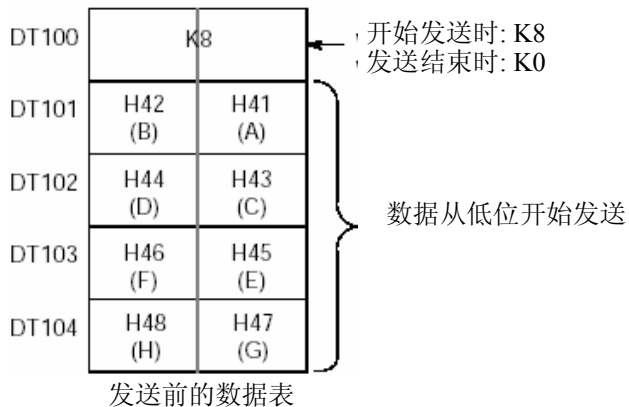 DT100 K8 开始发送时: K8
发送结束时: K0
DT101 H42 H41
(B) (A)
DT102 H44 H43
(D) (C)
数据从低位开始发送
DT103 H46 H45
(F) (E)
DT104 H48 H47
(H) (G)
发送前的数据表